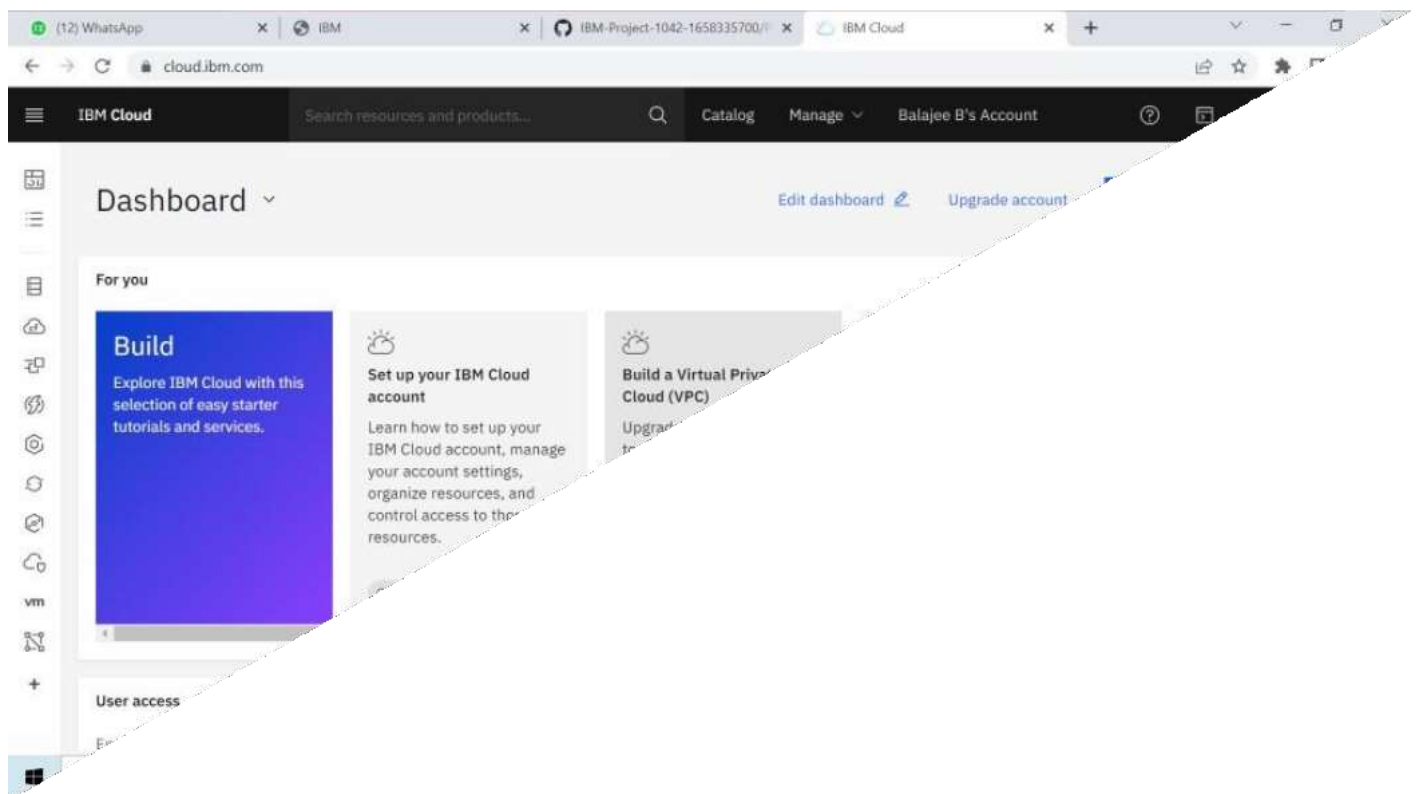 (12) WhatsApp
IBM
IBM-Project-1042-1658335700/
IBM Cloud
cloud.ibm.com
IBM Cloud
Search resources and products...
Catalog
Manage
Balajee B's Account
Dashboard
Edit dashboard
Upgrade account
For you
Build
Explore IBM Cloud with this
selection of easy starter
tutorials and services.
Set up your IBM Cloud
account
Learn how to set up your
IBM Cloud account, manage
your account settings,
organize resources, and
control access to
resources.
Build a Virtual
Cloud (VPC)
vm
User access